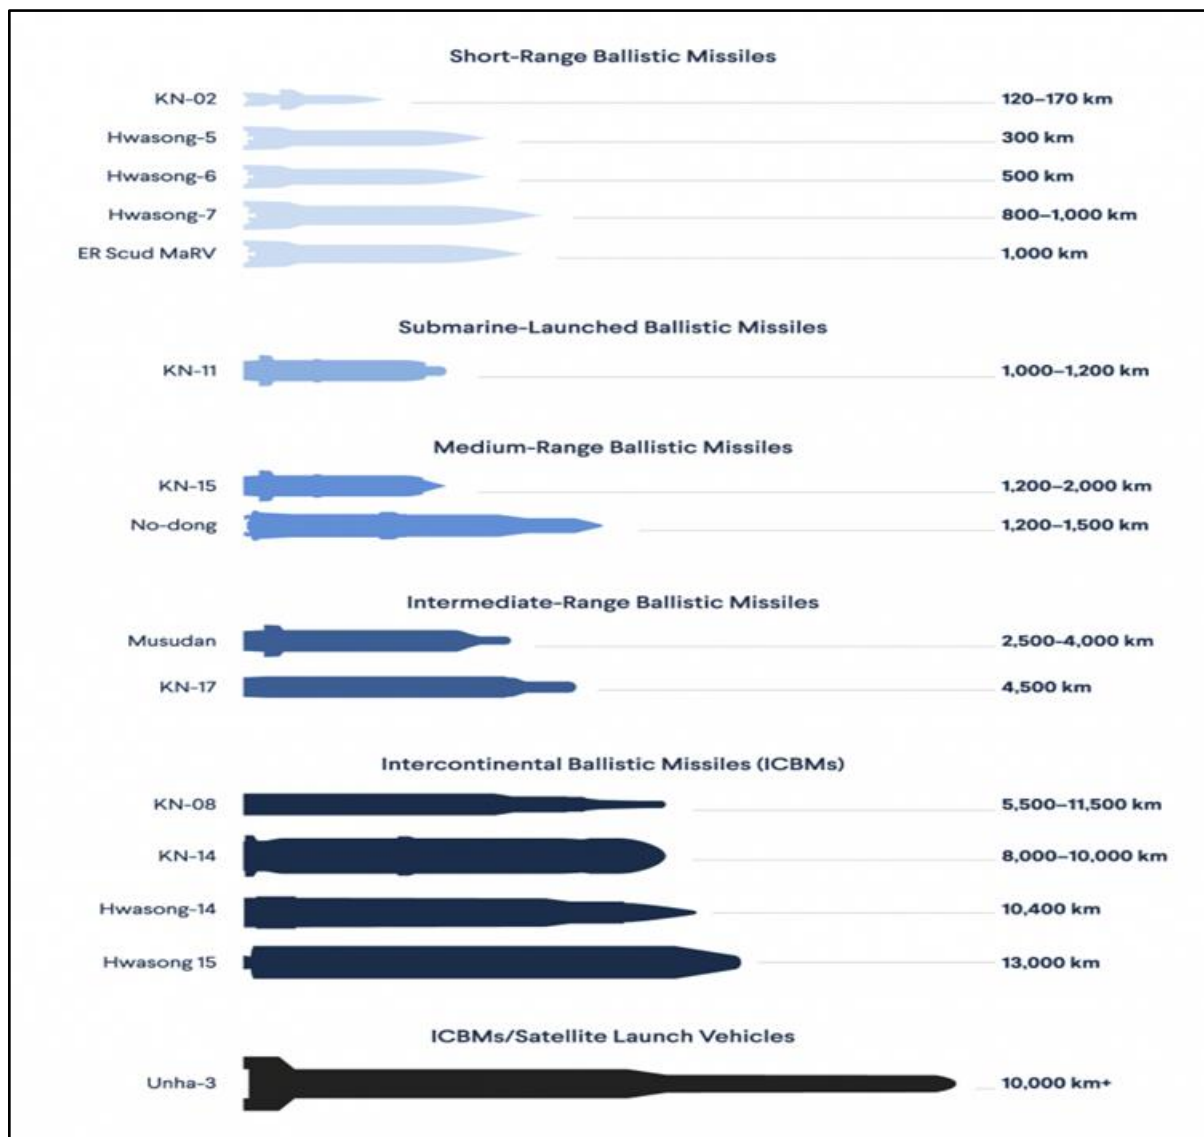 Short-Range Ballistic Missiles
KN-02 120–170 km
Hwasong-5 300 km
Hwasong-6 500 km
Hwasong-7 800–1,000 km
ER Scud MaRV 1,000 km
Submarine-Launched Ballistic Missiles
KN-11 1,000–1,200 km
Medium-Range Ballistic Missiles
KN-15 1,200–2,000 km
No-dong 1,200–1,500 km
Intermediate-Range Ballistic Missiles
Musudan 2,500-4,000 km
KN-17 4,500 km
Intercontinental Ballistic Missiles (ICBMs)
KN-08 5,500–11,500 km
KN-14 8,000–10,000 km
Hwasong-14 10,400 km
Hwasong 15 13,000 km
ICBMs/Satellite Launch Vehicles
Unha-3 10,000 km+